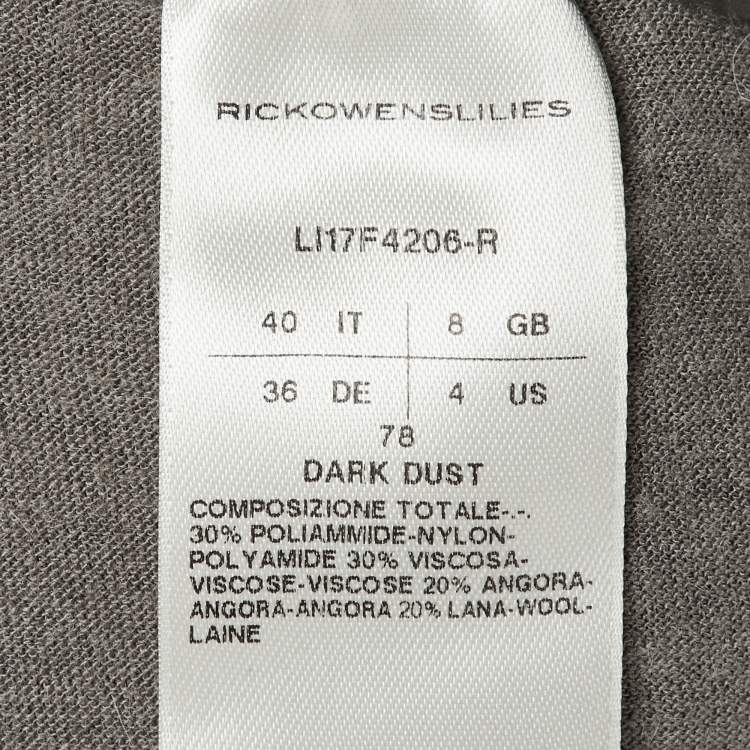 RICKOWENSLILIES
LI17F4206-R
40 IT 8 GB
36 DE 4 US
78
DARK DUST
COMPOSIZIONE TOTALE-.-.
30% POLIAMMIDE-NYLON-
POLYAMIDE 30% VISCOSA-
VISCOSE-VISCOSE 20% ANGORA-
ANGORA-ANGORA 20% LANA-WOOL-
LAINE